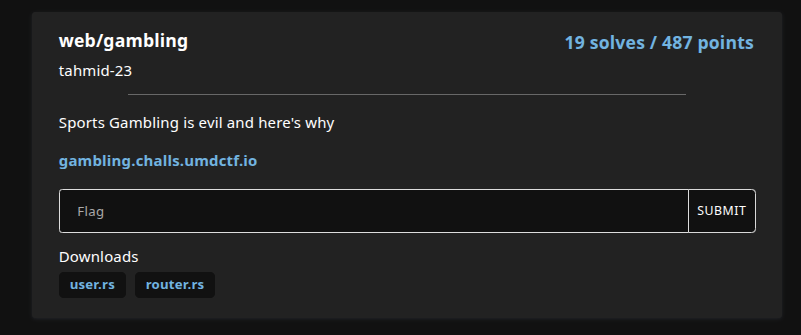 web/gambling
19 solves / 487 points
tahmid-23
Sports Gambling is evil and here's why
gambling.challs.umdctf.io
Flag
SUBMIT
Downloads
user.rs
router.rs